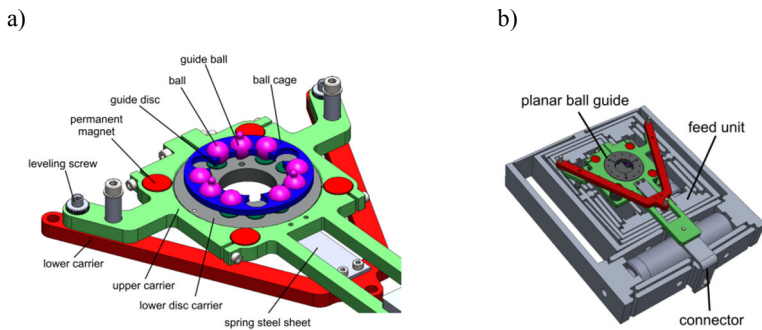 a)
b)
guide ball
ball
ball cage
guide disc
permanent
magnet
leveling screw
lower carrier
upper carrier
lower disc carrier
spring steel sheet
planar ball guide
feed unit
connector